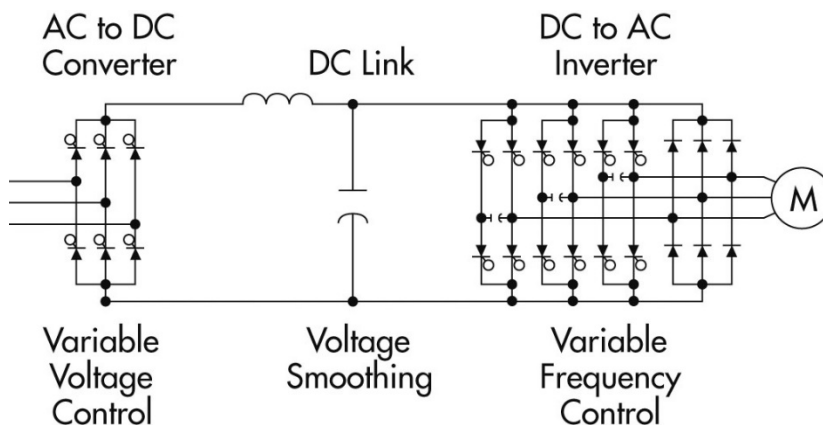 AC to DC
Converter
DC Link
DC to AC
Inverter
M
Variable
Voltage
Control
Voltage
Smoothing
Variable
Frequency
Control